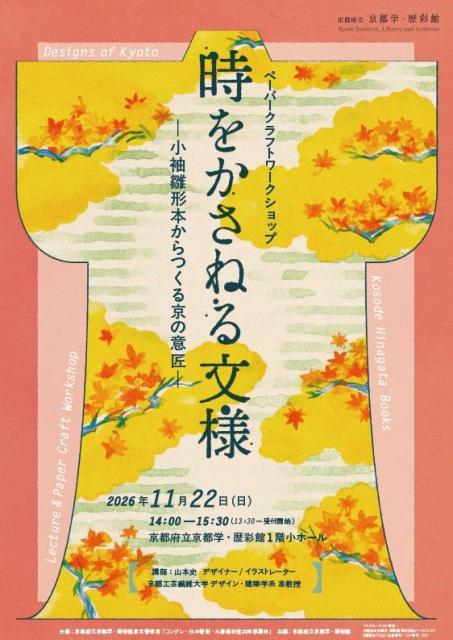 京都府立 京都学・歴彩館
Kyoto Institute, Library and Archives
Designs of Kyoto
ペーパークラフトワークショップ
時をかさねる文様
―小袖雛形本からつくる京の意匠―
Kosode Hinagata Books
Lecture & Paper Craft Workshop
2026年11月22日(日)
14:00―15:30(13:30～受付開始)
京都府立京都学・歴彩館1階小ホール
講師:山本史 デザイナー/イラストレーター
京都工芸繊維大学 デザイン・建築学系 准教授